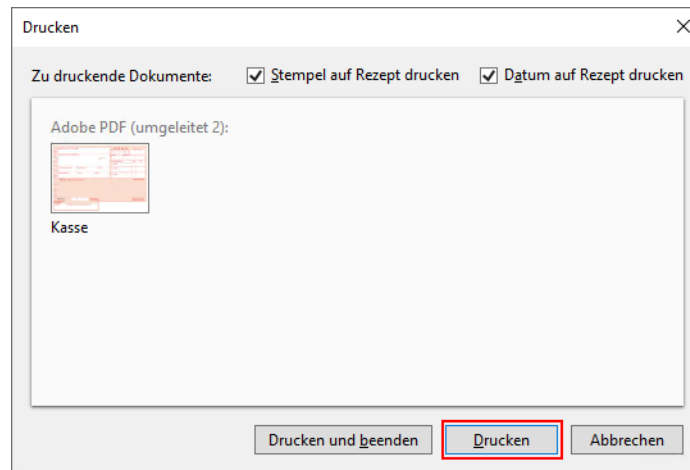 Drucken
Zu druckende Dokumente: Stempel auf Rezept drucken Datum auf Rezept drucken
Adobe PDF (umgeleitet 2):
Kasse
Drucken und beenden Drucken Abbrechen